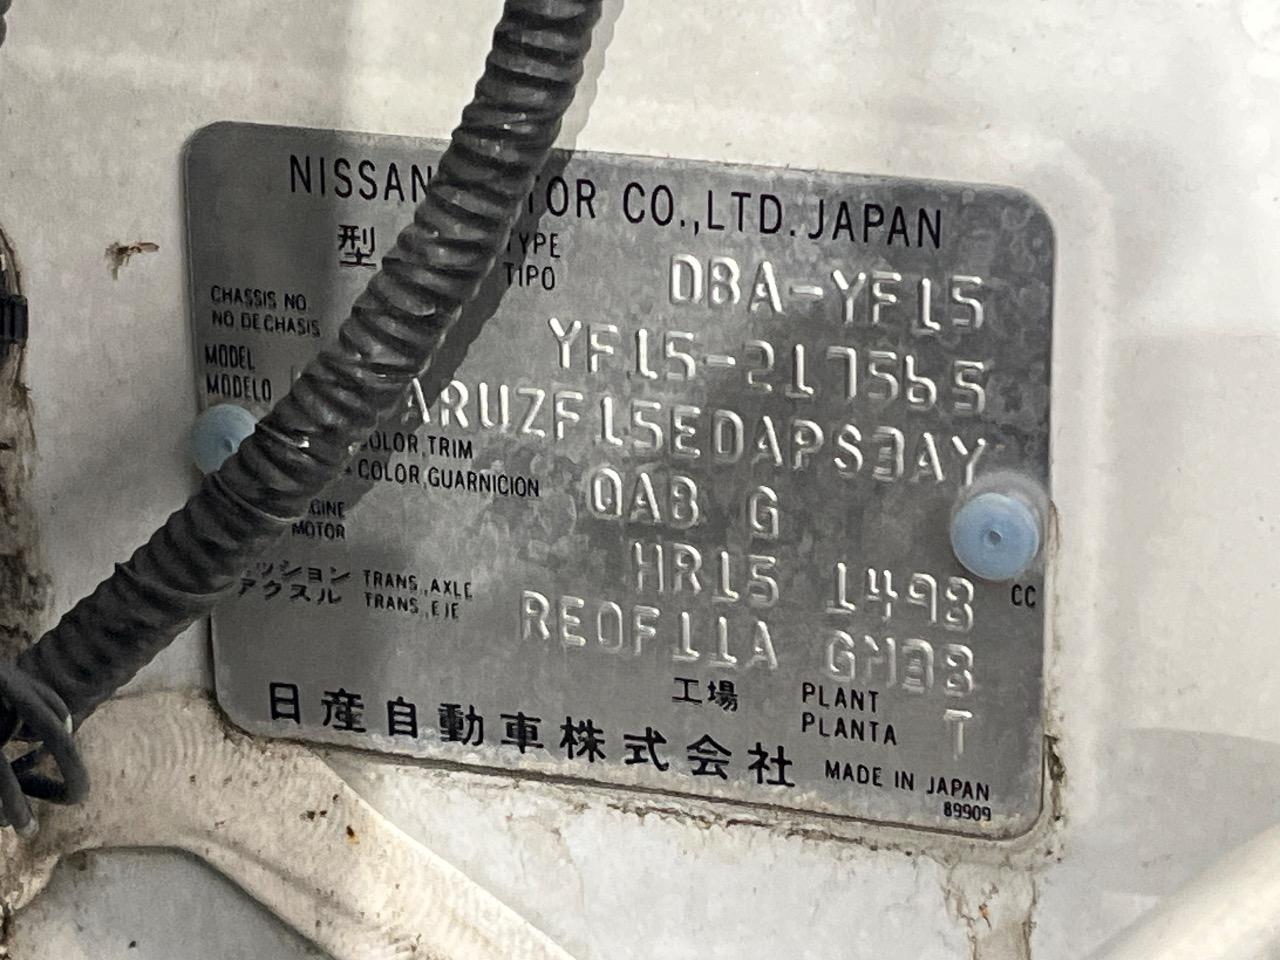 NISSAN MOTOR CO.,LTD. JAPAN
型 TYPE
TIPO
DBA-YF15
CHASSIS NO.
NO. DE CHASIS
YF15-217565
MODEL
MODELO
ARUZF15EDAPS3AY
COLOR,TRIM
COLOR,GUARNICION
QAB G
MOTOR
HR15 1498 CC
ッション TRANS.,AXLE
アクスル TRANS.,EJE
RE0F11A GH38
工場 PLANT
PLANTA
T
日産自動車株式会社
MADE IN JAPAN
89909